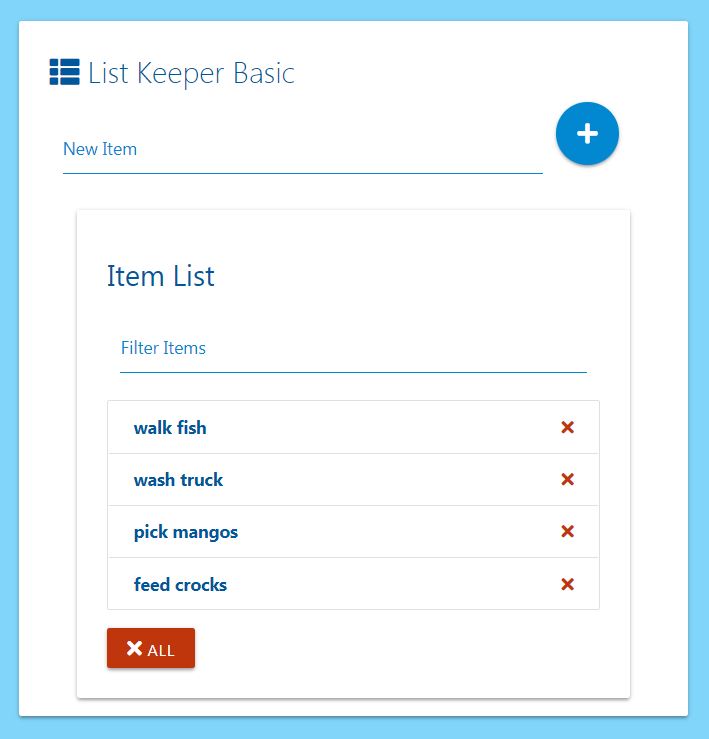 List Keeper Basic
New Item
Item List
Filter Items
walk fish
wash truck
pick mangos
feed crocks
ALL